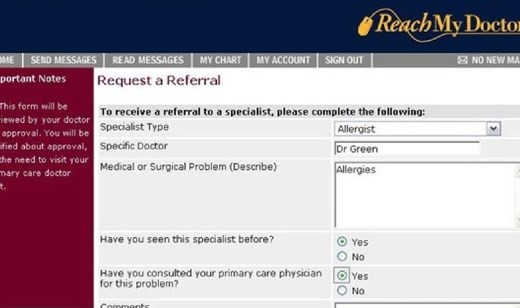 ReachMyDoctor
OME | SEND MESSAGES | READ MESSAGES | MY CHART | MY ACCOUNT | SIGN OUT | NO NEW MA
portant Notes
This form will be
iewed by your doctor
approval. You will be
ified about approval,
the need to visit your
mary care doctor
t.
Request a Referral
To receive a referral to a specialist, please complete the following:
Specialist Type
Allergist
Specific Doctor
Dr Green
Medical or Surgical Problem (Describe)
Allergies
Have you seen this specialist before?
Yes
No
Have you consulted your primary care physician
for this problem?
Yes
No
Comments